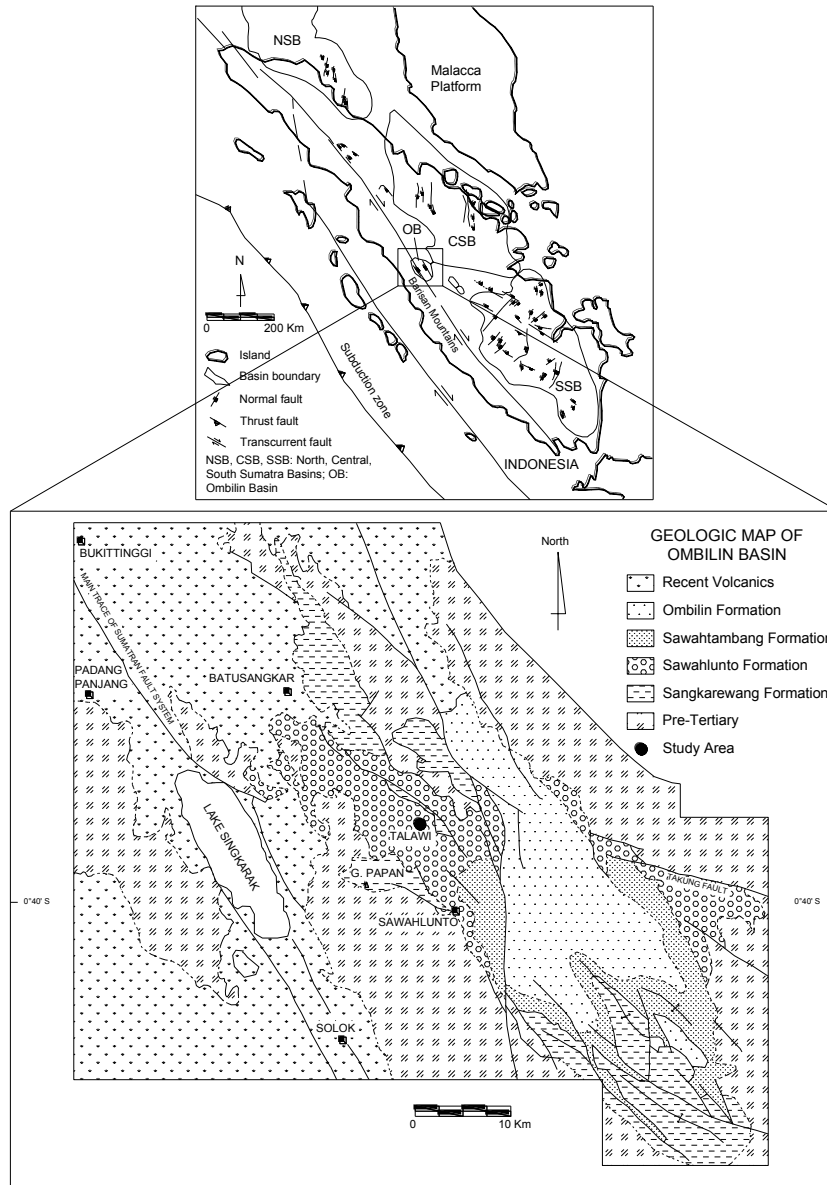 NSB
Malacca
Platform
OB
CSB
N
Barisan Mountains
0 200 Km
Subduction zone
Island
Basin boundary
Normal fault
Thrust fault
Transcurrent fault
SSB
NSB, CSB, SSB: North, Central,
South Sumatra Basins; OB:
Ombilin Basin
INDONESIA
GEOLOGIC MAP OF
OMBILIN BASIN
North
Recent Volcanics
Ombilin Formation
Sawahtambang Formation
Sawahlunto Formation
Sangkarewang Formation
Pre-Tertiary
Study Area
BUKITTINGGI
MAIN TRACE OF SUMATRAN FAULT SYSTEM
PADANG
PANJANG
BATUSANGKAR
LAKE SINGKARAK
TALAWI
G. PAPAN
TAKUNG FAULT
0°40' S
0°40' S
SAWAHLUNTO
SOLOK
0 10 Km